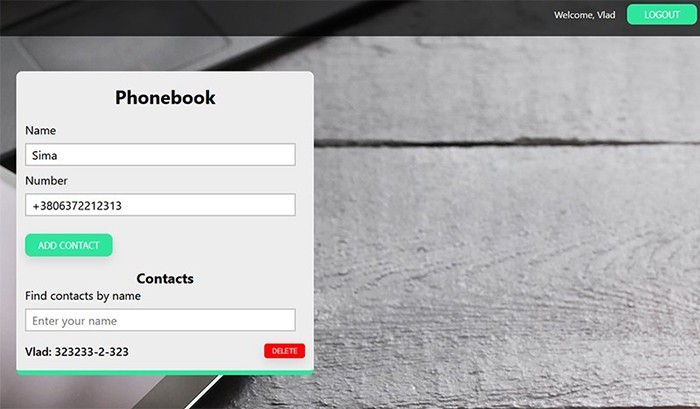 Welcome, Vlad
LOGOUT
Phonebook
Name
Sima
Number
+3806372212313
ADD CONTACT
Contacts
Find contacts by name
Enter your name
Vlad: 323233-2-323
DELETE